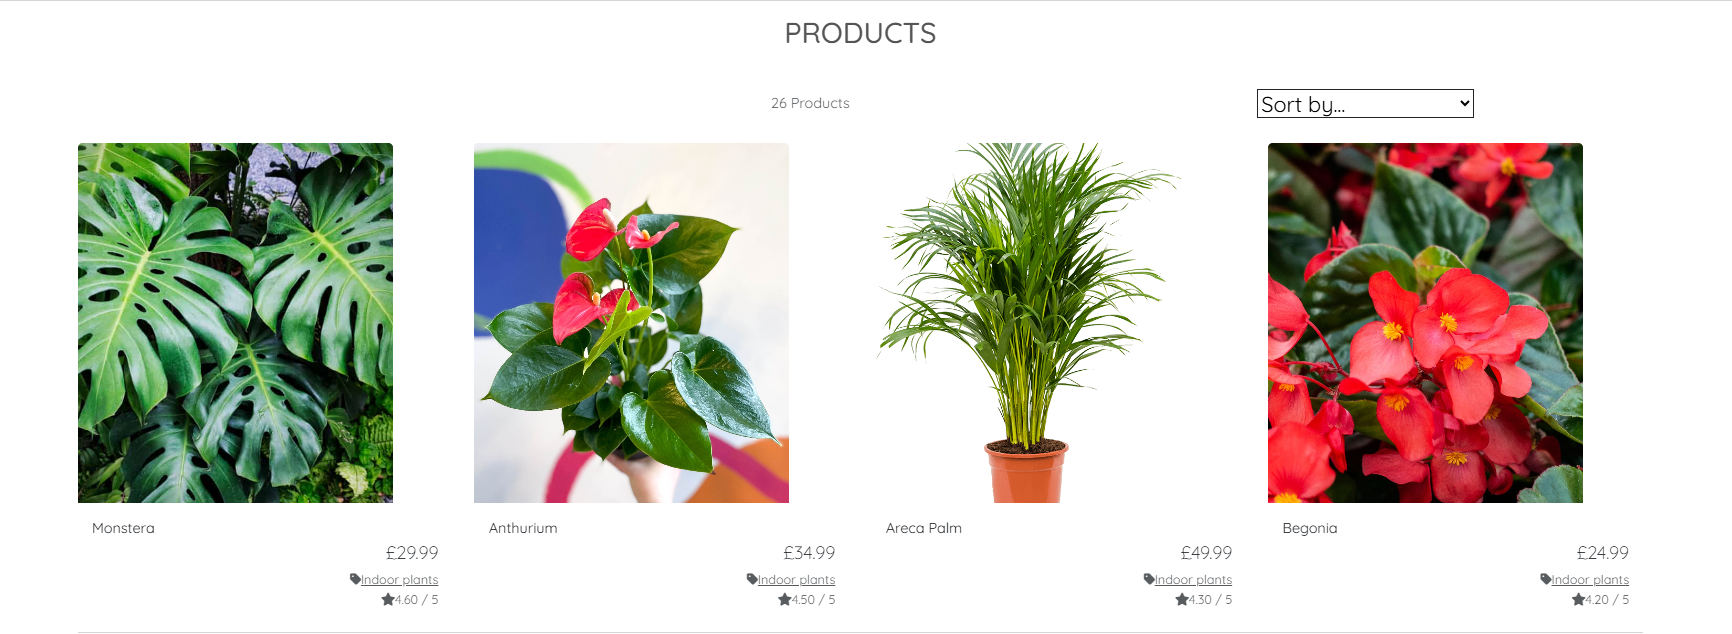 PRODUCTS
26 Products
Sort by...
Monstera
£29.99
Indoor plants
4.60 / 5
Anthurium
£34.99
Indoor plants
4.50 / 5
Areca Palm
£49.99
Indoor plants
4.30 / 5
Begonia
£24.99
Indoor plants
4.20 / 5